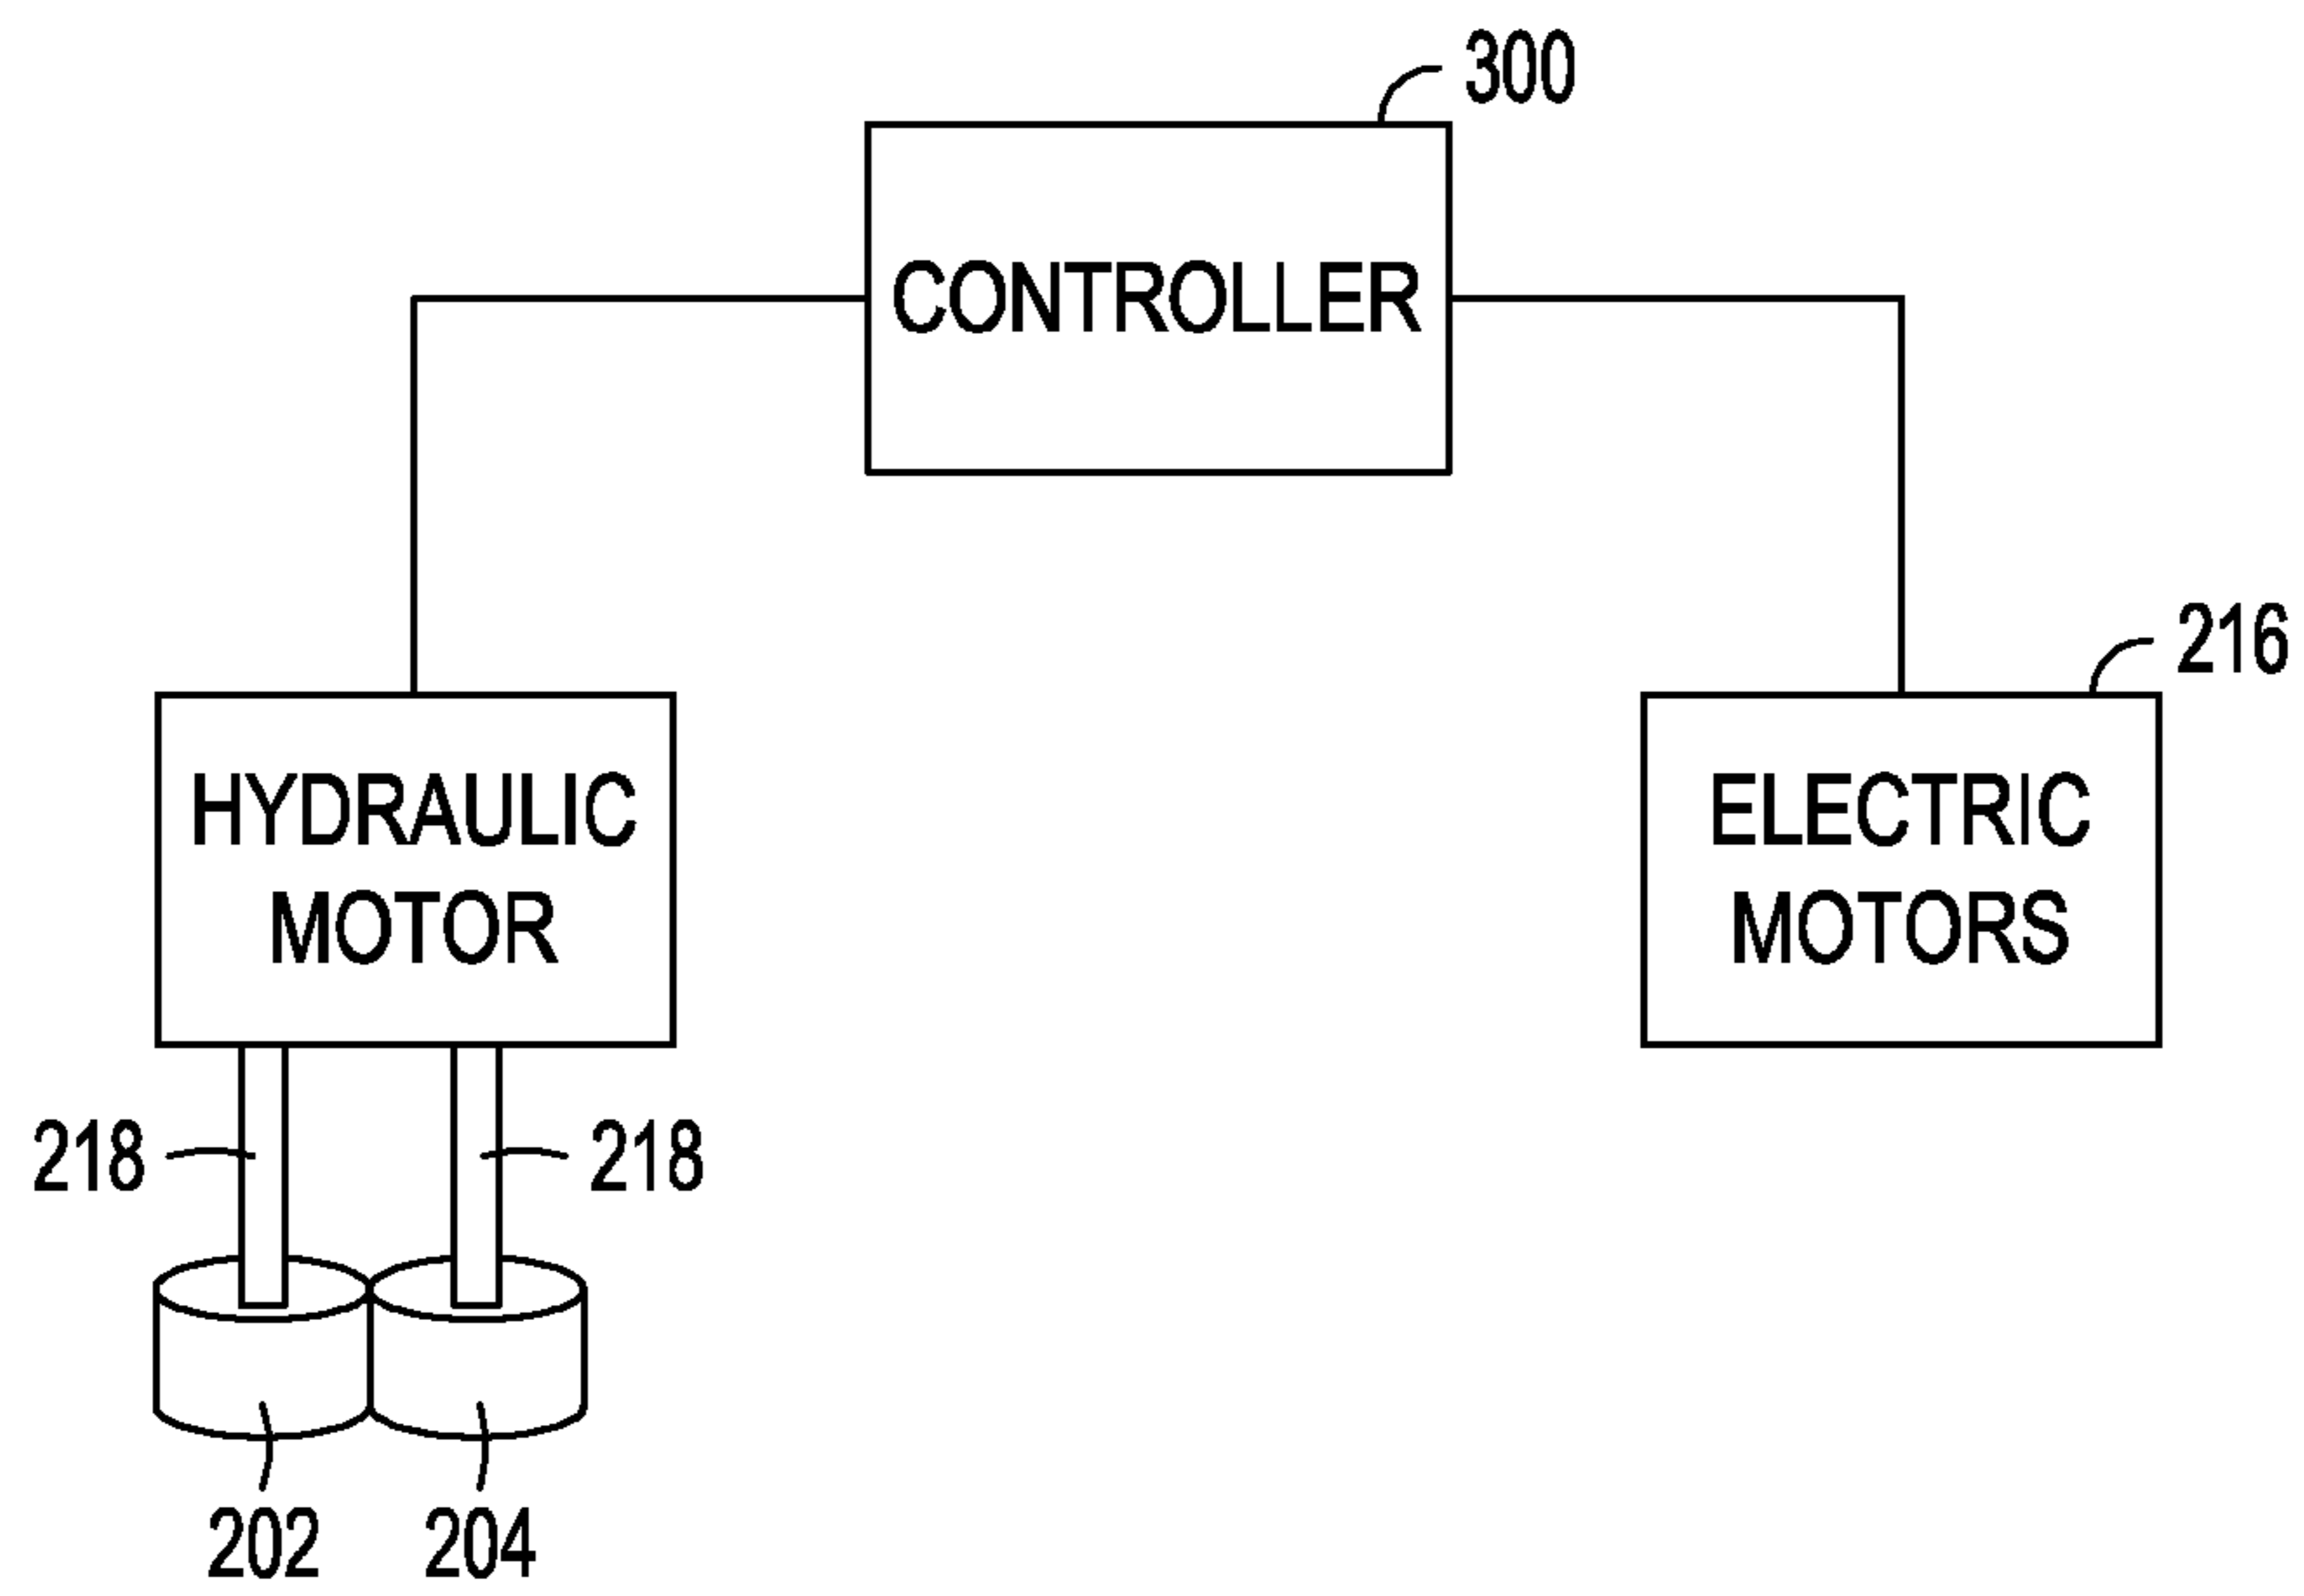 300
CONTROLLER
216
HYDRAULIC
MOTOR
ELECTRIC
MOTORS
218
218
202
204